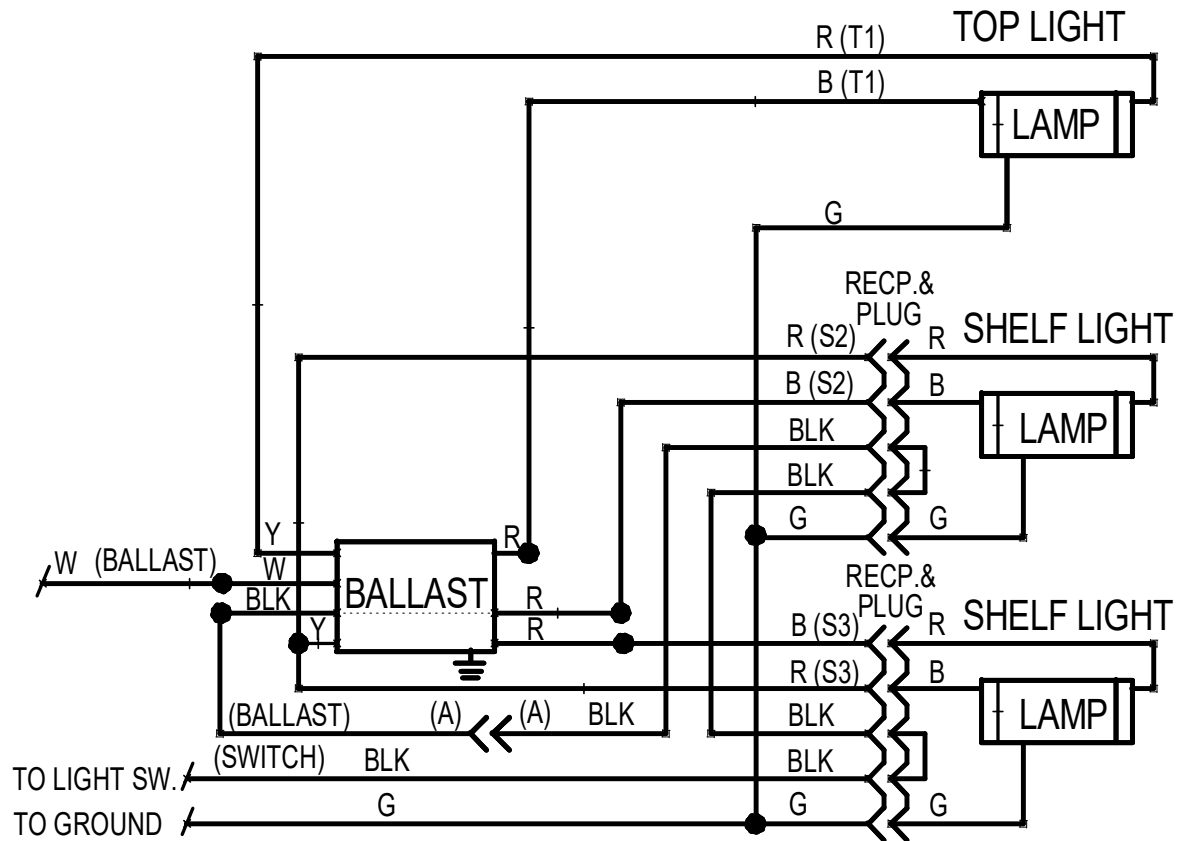 TOP LIGHT
R (T1)
B (T1)
LAMP
G
RECP.&
PLUG
SHELF LIGHT
R (S2)
R
B (S2)
B
LAMP
BLK
BLK
G
G
Y
R
W (BALLAST)
W
BALLAST
BLK
R
Y
R
RECP.&
PLUG
SHELF LIGHT
B (S3)
R
R (S3)
B
LAMP
(BALLAST)
(A)
(A)
BLK
BLK
(SWITCH)
BLK
BLK
TO LIGHT SW.
TO GROUND
G
G
G